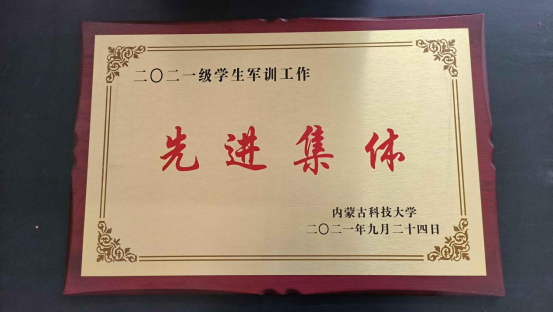 二〇二一级学生军训工作
先进集体
内蒙古科技大学
二〇二一年九月二十四日